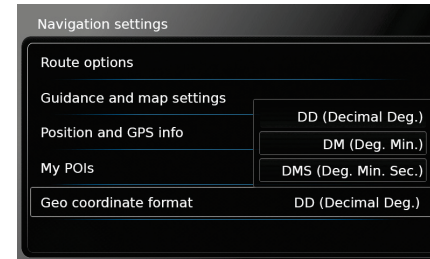 Navigation settings
Route options
Guidance and map settings
DD (Decimal Deg.)
Position and GPS info
DM (Deg. Min.)
My POIs
DMS (Deg. Min. Sec.)
Geo coordinate format
DD (Decimal Deg.)